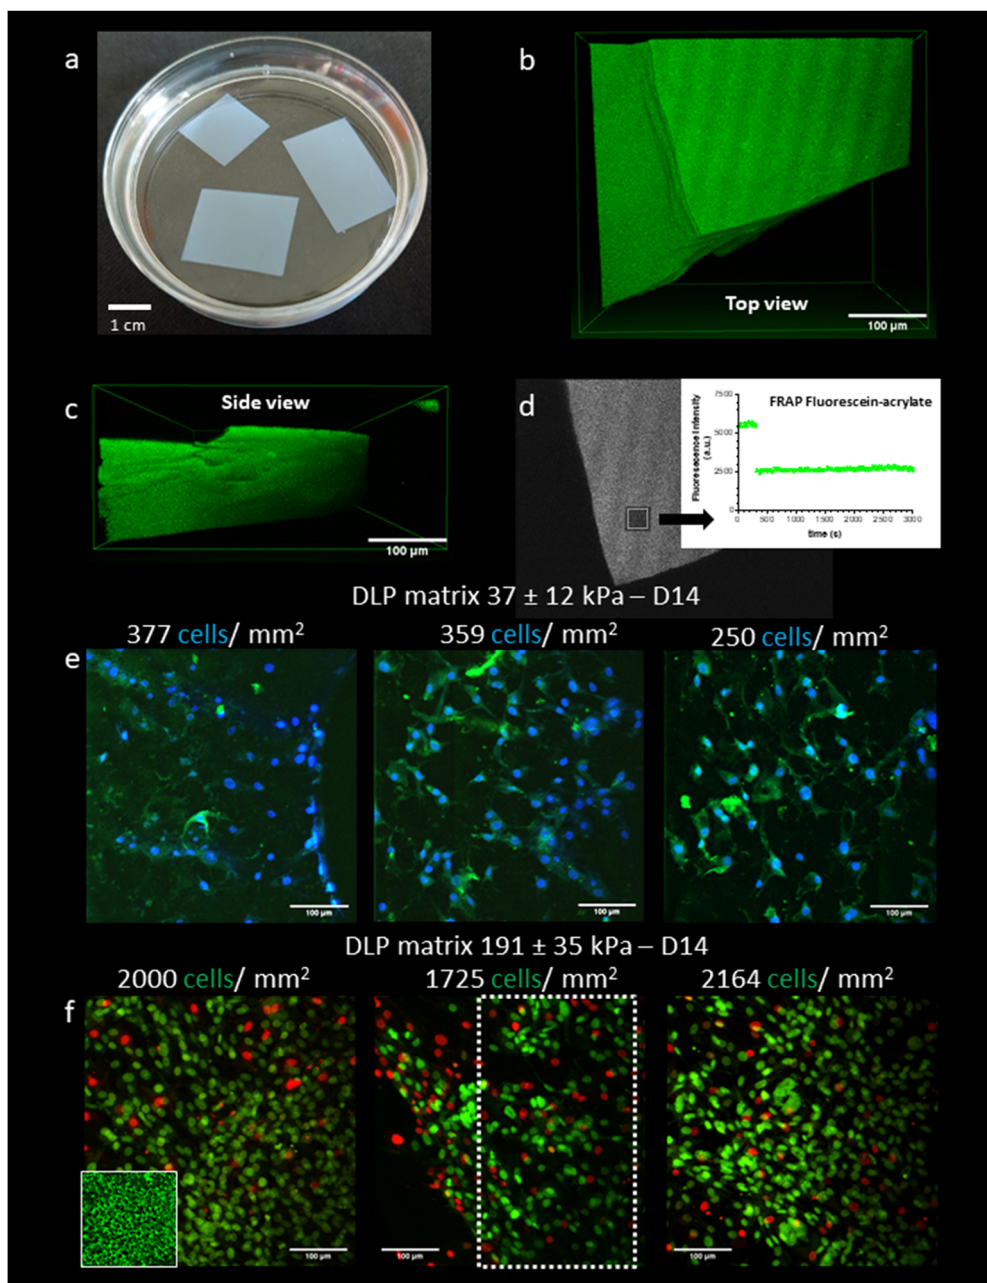 a
b
1 cm
Top view
100 µm
c
Side view
100 µm
d
FRAP Fluorescein-acrylate
Fluorescence Intensity
(a.u.)
7500
5000
2500
0
0 500 1000 1500 2000 2500 3000
time (s)
DLP matrix 37 ± 12 kPa – D14
377 cells/ mm²
359 cells/ mm²
250 cells/ mm²
e
100 µm
100 µm
100 µm
DLP matrix 191 ± 35 kPa – D14
2000 cells/ mm²
1725 cells/ mm²
2164 cells/ mm²
f
100 µm
100 µm
100 µm